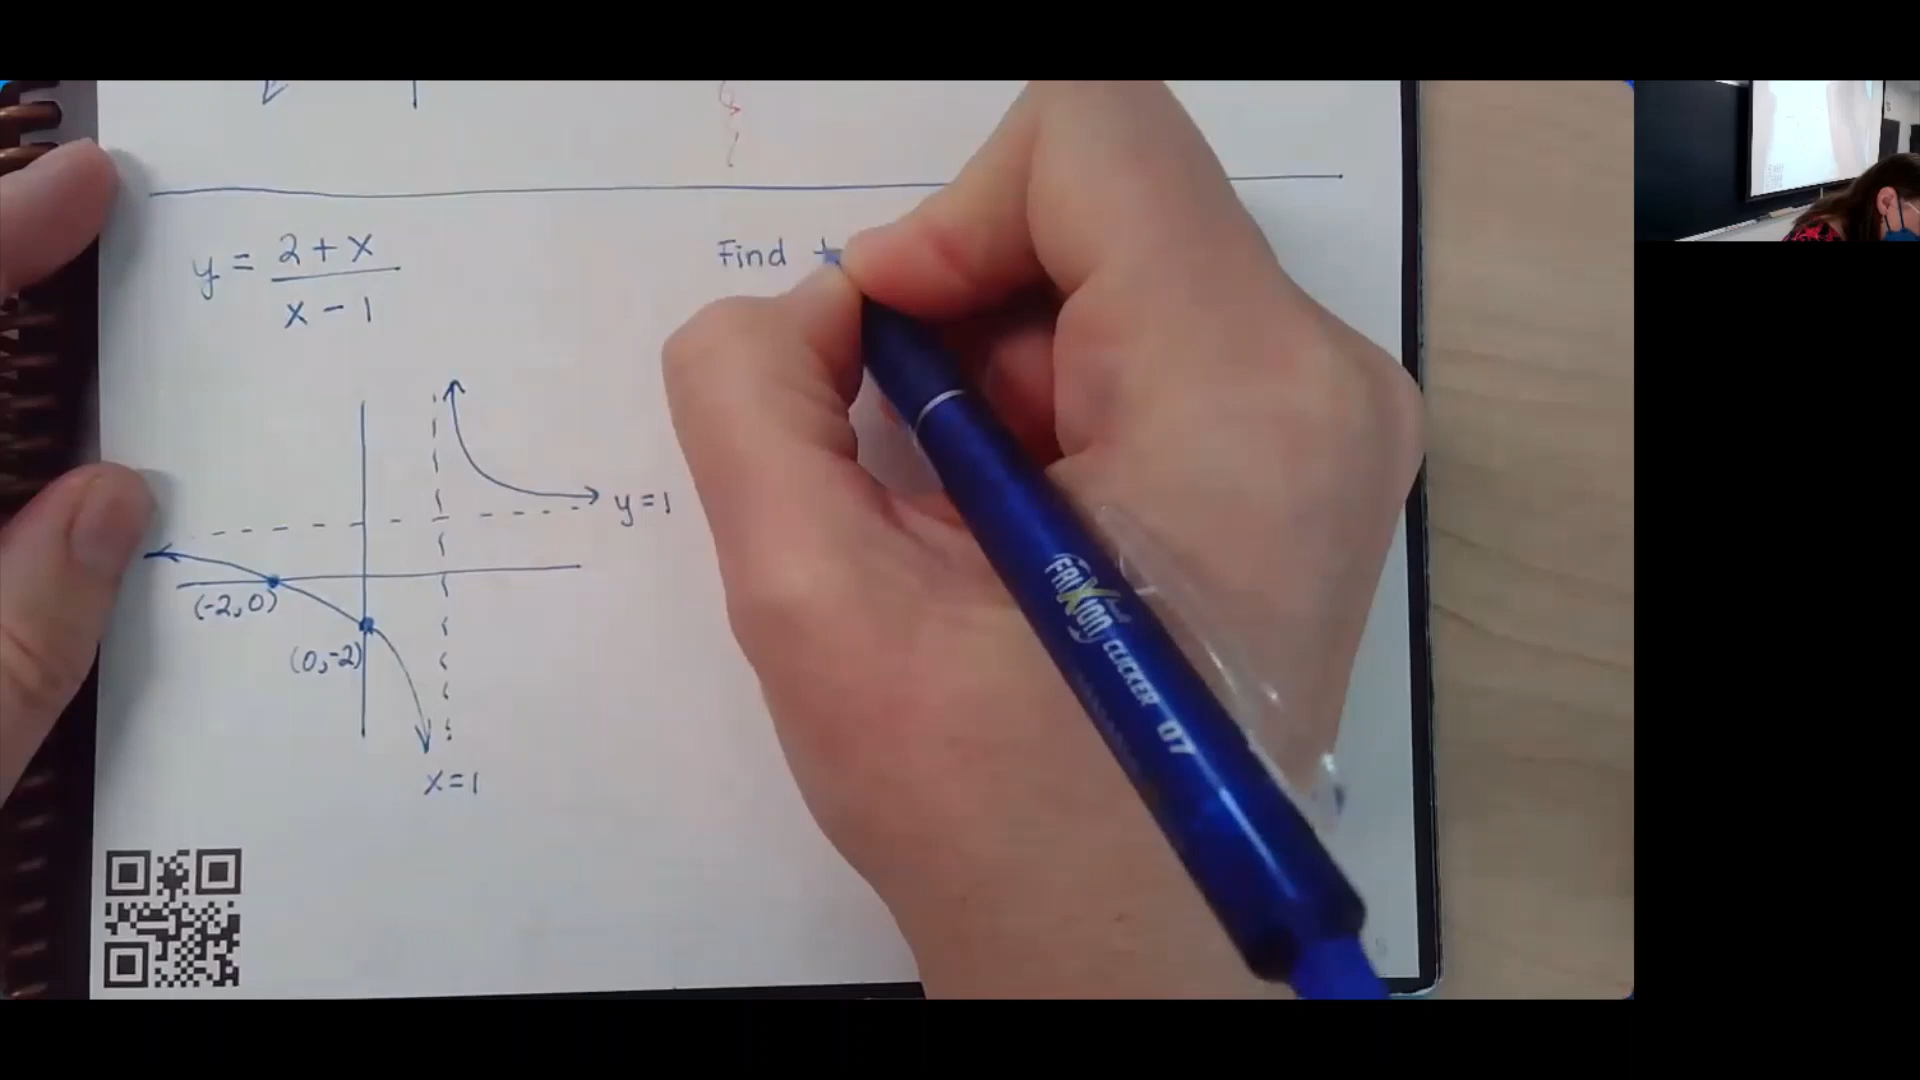 y = 2 + x
x - 1
Find
y = 1
(-2,0)
(0,-2)
x = 1
FRIXION CLICKER 07